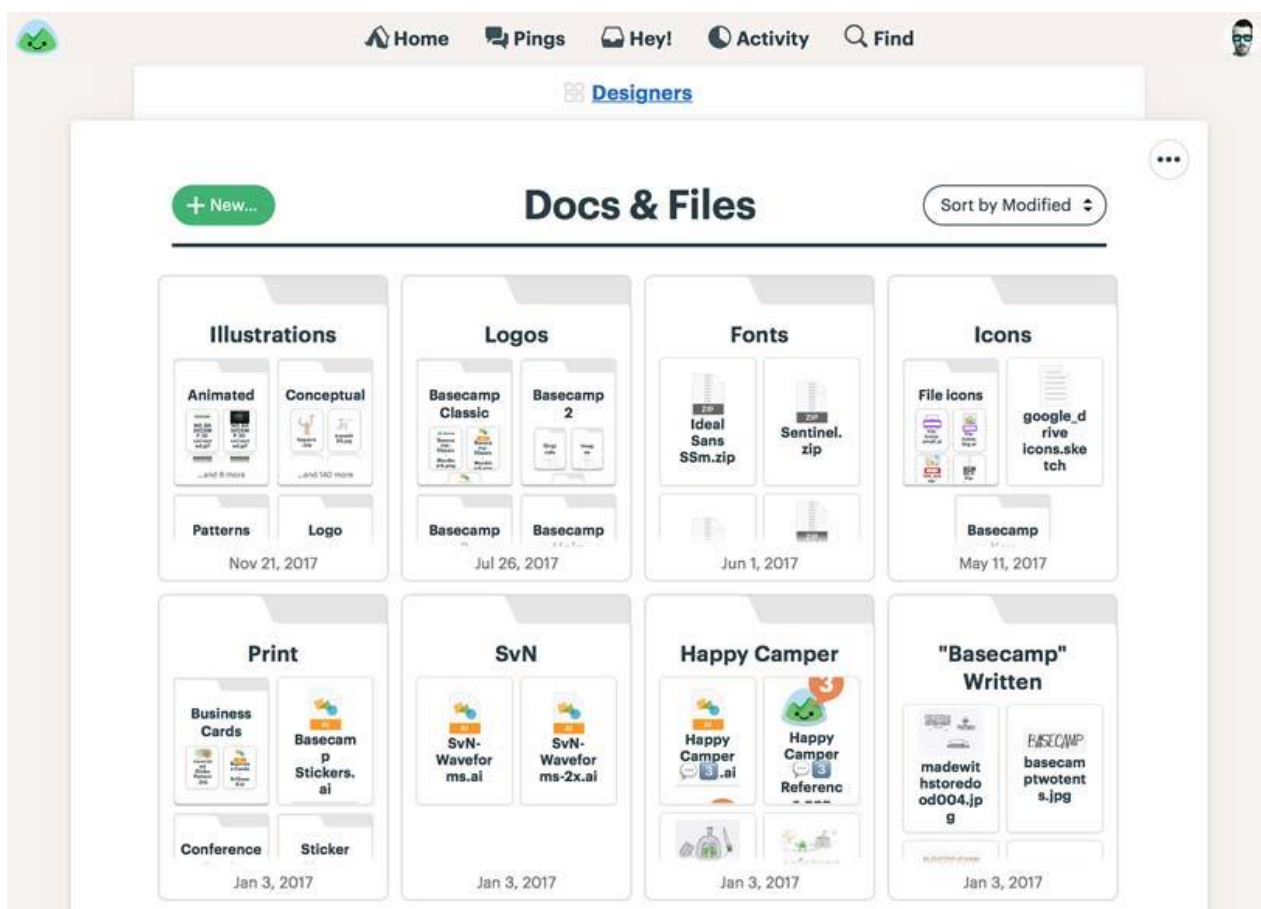 Home Pings Hey! Activity Find
Designers
+ New...
Docs & Files
Sort by Modified
Illustrations
Animated
Conceptual
...and 8 more
...and 140 more
Patterns
Logo
Nov 21, 2017
Logos
Basecamp
Classic
Basecamp
2
Basecamp
Basecamp
Jul 26, 2017
Fonts
ZIP
Ideal
Sans
SSm.zip
ZIP
Sentinel.
zip
ZIP
Jun 1, 2017
Icons
File icons
google_d
rive
icons.ske
tch
Basecamp
May 11, 2017
Print
Business
Cards
AI
Basecam
p
Stickers.
ai
Conference
Sticker
Jan 3, 2017
SvN
AI
SvN-
Wavefor
ms.ai
AI
SvN-
Wavefor
ms-2x.ai
Jan 3, 2017
Happy Camper
AI
Happy
Camper
3.ai
3
Happy
Camper
3
Referenc
Jan 3, 2017
"Basecamp"
Written
madewit
hstoredo
od004.jp
g
BASECAMP
basecam
ptwotent
s.jpg
Jan 3, 2017